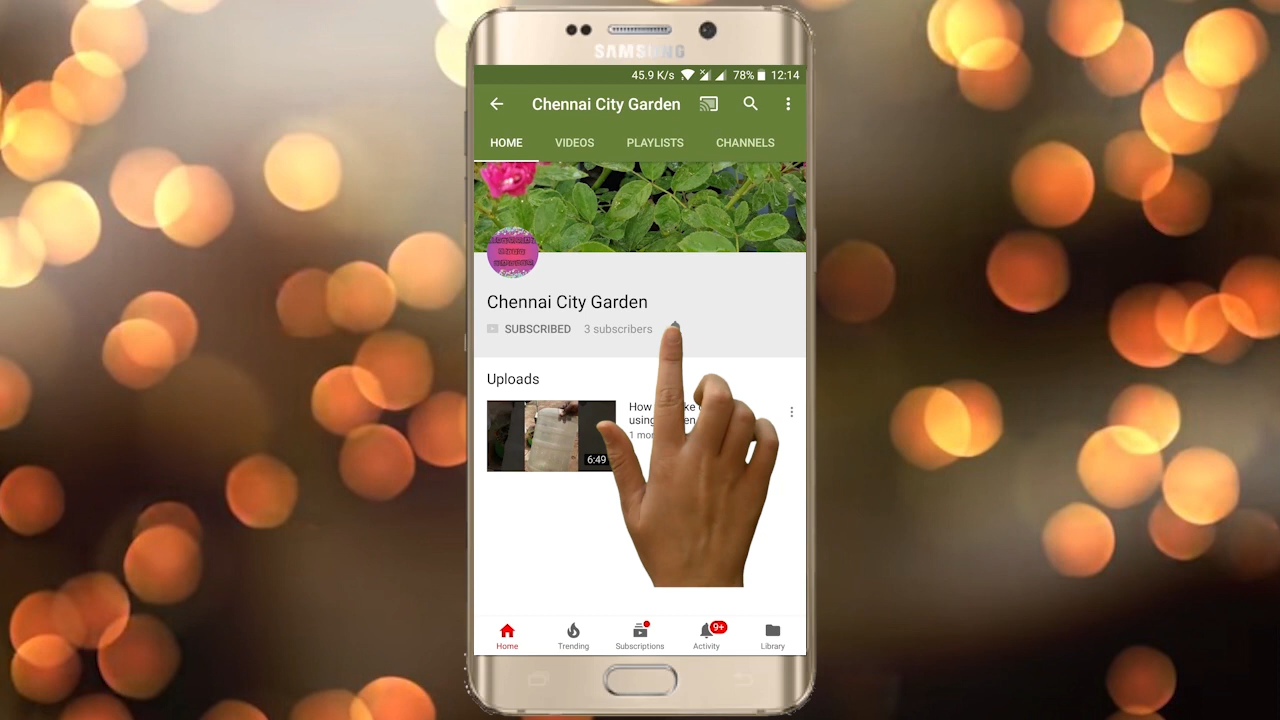 SAMSUNG
45.9 K/s 78% 12:14
Chennai City Garden
HOME VIDEOS PLAYLISTS CHANNELS
Chennai City Garden
SUBSCRIBED 3 subscribers
Uploads
How
using
6:49
Home Trending Subscriptions Activity Library
9+